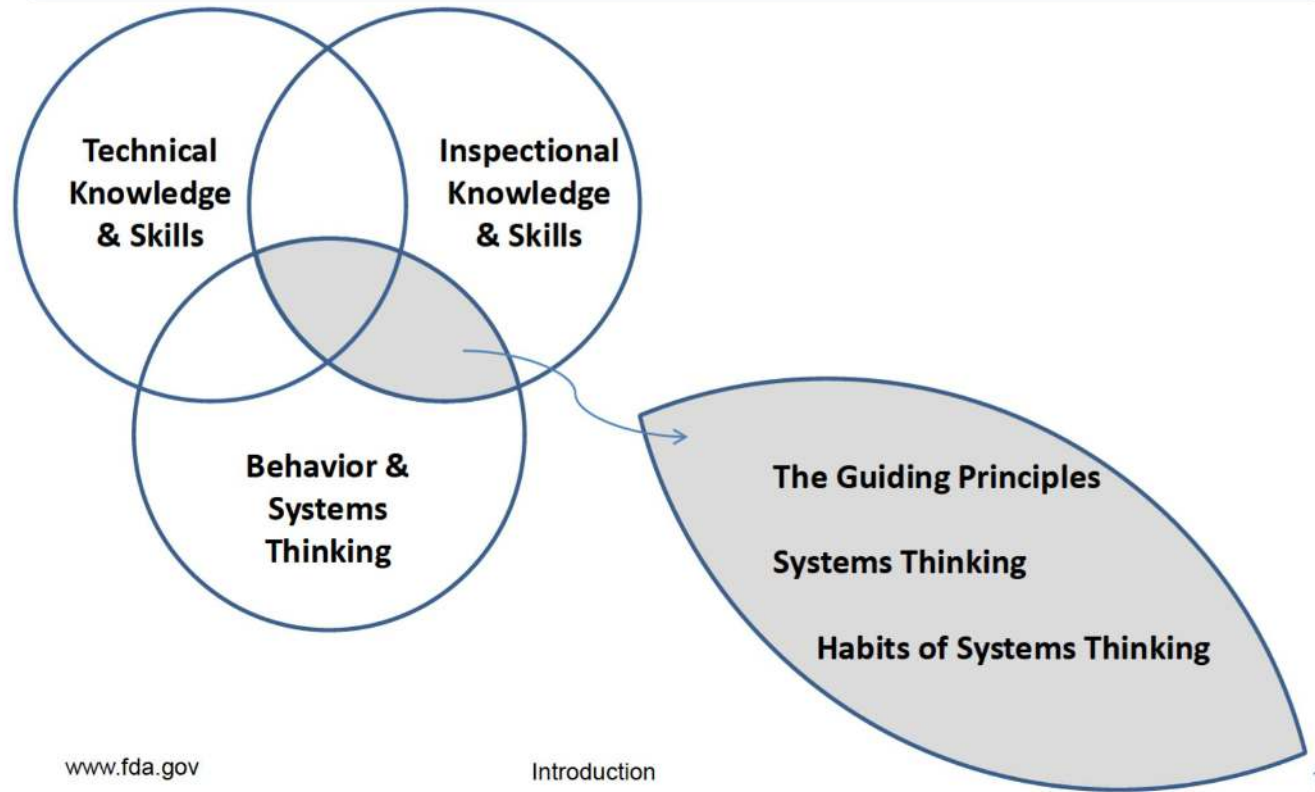 Technical
Knowledge
& Skills
Inspectional
Knowledge
& Skills
Behavior &
Systems
Thinking
The Guiding Principles
Systems Thinking
Habits of Systems Thinking
www.fda.gov
Introduction